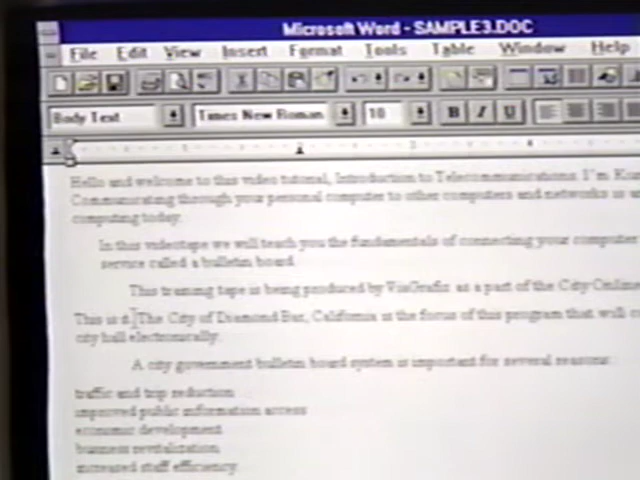 Microsoft Word - SAMPLE3.DOC
File Edit View Insert Format Tools Table Window Help
Body Text Times New Roman 10 B I U
Hello and welcome to this video tutorial, Introduction to Telecommunications. I'm
Communicating through your personal computer to other computers and networks is
computing today.
In this videotape we will teach you the fundamentals of connecting your computer
service called a bulletin board.
This training tape is being produced by ViaGrafix as a part of the City Online
This is it. The City of Diamond Bar, California is the focus of this program that will
city hall electronically.
A city government bulletin board system is important for several reasons:
traffic and trip reduction
improved public information access
economic development
business revitalization
increased staff efficiency